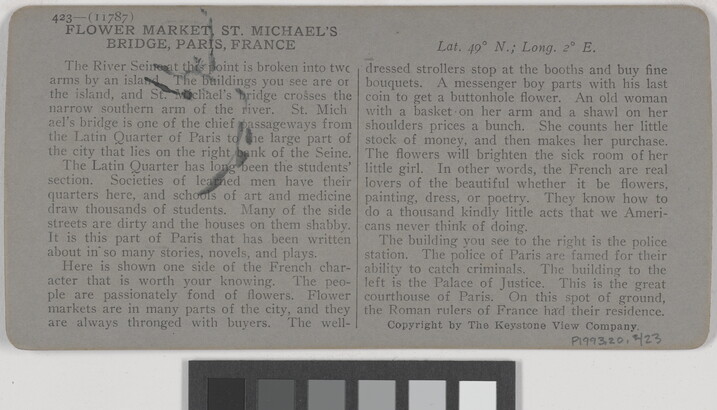 423—(11787)
FLOWER MARKET, ST. MICHAEL'S
BRIDGE, PARIS, FRANCE
The River Seine at this point is broken into two
arms by an island. The buildings you see are or
the island, and St. Michael's bridge crosses the
narrow southern arm of the river. St. Mich
ael's bridge is one of the chief passageways from
the Latin Quarter of Paris to the large part of
the city that lies on the right bank of the Seine.
The Latin Quarter has long been the students'
section. Societies of learned men have their
quarters here, and schools of art and medicine
draw thousands of students. Many of the side
streets are dirty and the houses on them shabby.
It is this part of Paris that has been written
about in so many stories, novels, and plays.
Here is shown one side of the French char-
acter that is worth your knowing. The peo-
ple are passionately fond of flowers. Flower
markets are in many parts of the city, and they
are always thronged with buyers. The well-
Lat. 49° N.; Long. 2° E.
dressed strollers stop at the booths and buy fine
bouquets. A messenger boy parts with his last
coin to get a buttonhole flower. An old woman
with a basket on her arm and a shawl on her
shoulders prices a bunch. She counts her little
stock of money, and then makes her purchase.
The flowers will brighten the sick room of her
little girl. In other words, the French are real
lovers of the beautiful whether it be flowers,
painting, dress, or poetry. They know how to
do a thousand kindly little acts that we Ameri-
cans never think of doing.
The building you see to the right is the police
station. The police of Paris are famed for their
ability to catch criminals. The building to the
left is the Palace of Justice. This is the great
courthouse of Paris. On this spot of ground,
the Roman rulers of France had their residence.
Copyright by The Keystone View Company.
P199320.423